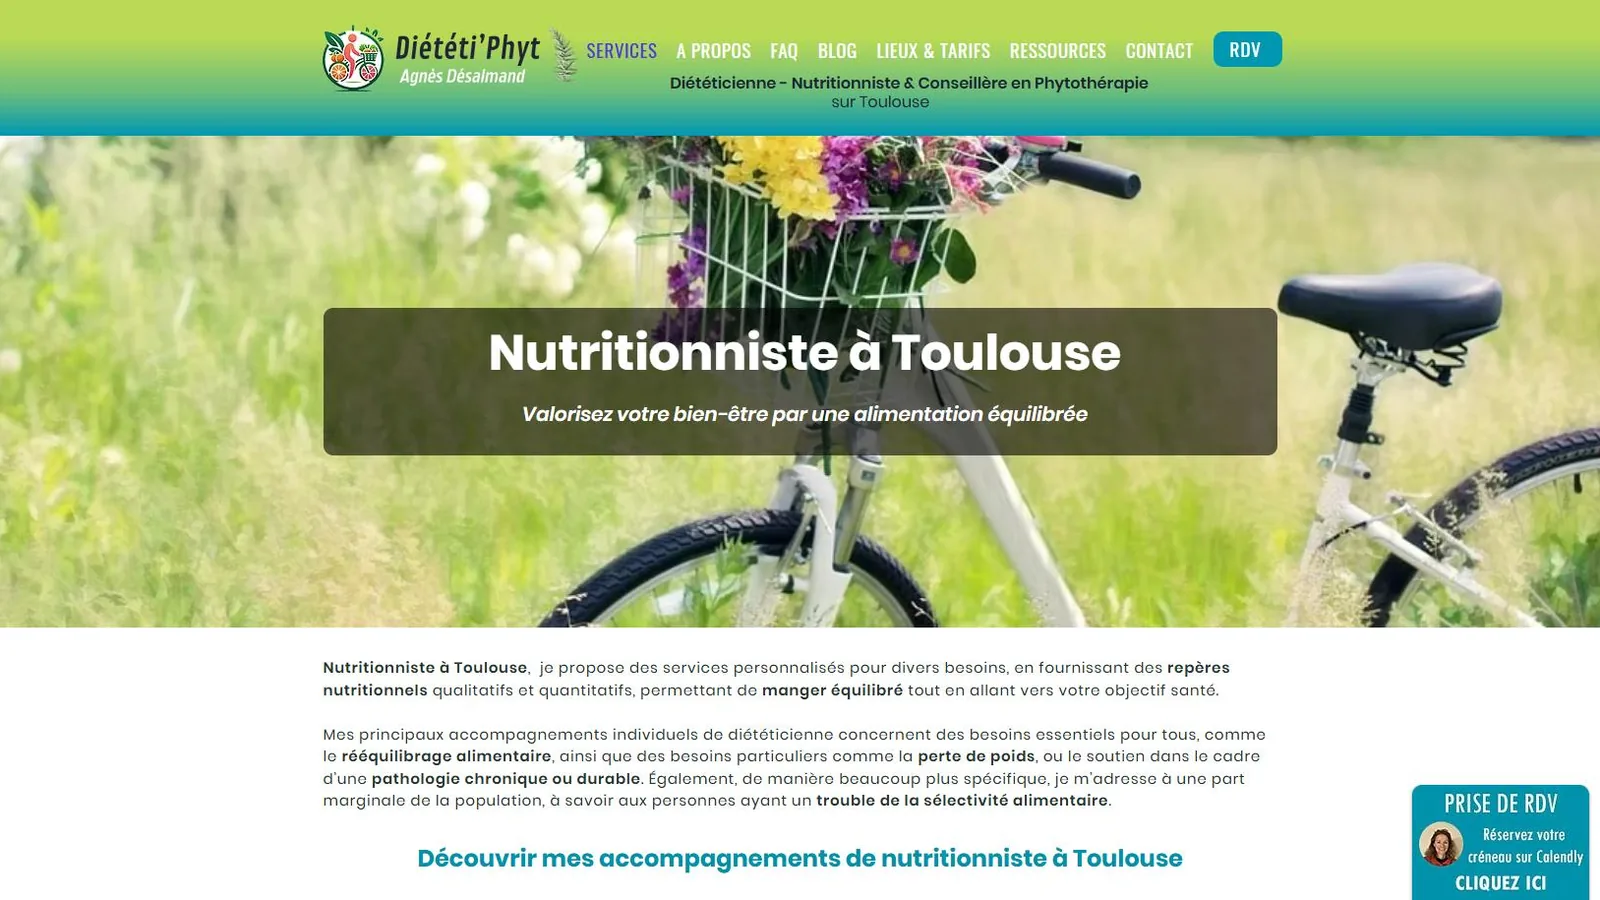 Diététi'Phyt
Agnès Désalmand
SERVICES A PROPOS FAQ BLOG LIEUX & TARIFS RESSOURCES CONTACT RDV
Diététicienne - Nutritionniste & Conseillère en Phytothérapie
sur Toulouse
Nutritionniste à Toulouse
Valorisez votre bien-être par une alimentation équilibrée
Nutritionniste à Toulouse, je propose des services personnalisés pour divers besoins, en fournissant des repères
nutritionnels qualitatifs et quantitatifs, permettant de manger équilibré tout en allant vers votre objectif santé.
Mes principaux accompagnements individuels de diététicienne concernent des besoins essentiels pour tous, comme
le rééquilibrage alimentaire, ainsi que des besoins particuliers comme la perte de poids, ou le soutien dans le cadre
d'une pathologie chronique ou durable. Également, de manière beaucoup plus spécifique, je m'adresse à une part
marginale de la population, à savoir aux personnes ayant un trouble de la sélectivité alimentaire.
Découvrir mes accompagnements de nutritionniste à Toulouse
PRISE DE RDV
Réservez votre
créneau sur Calendly
CLIQUEZ ICI